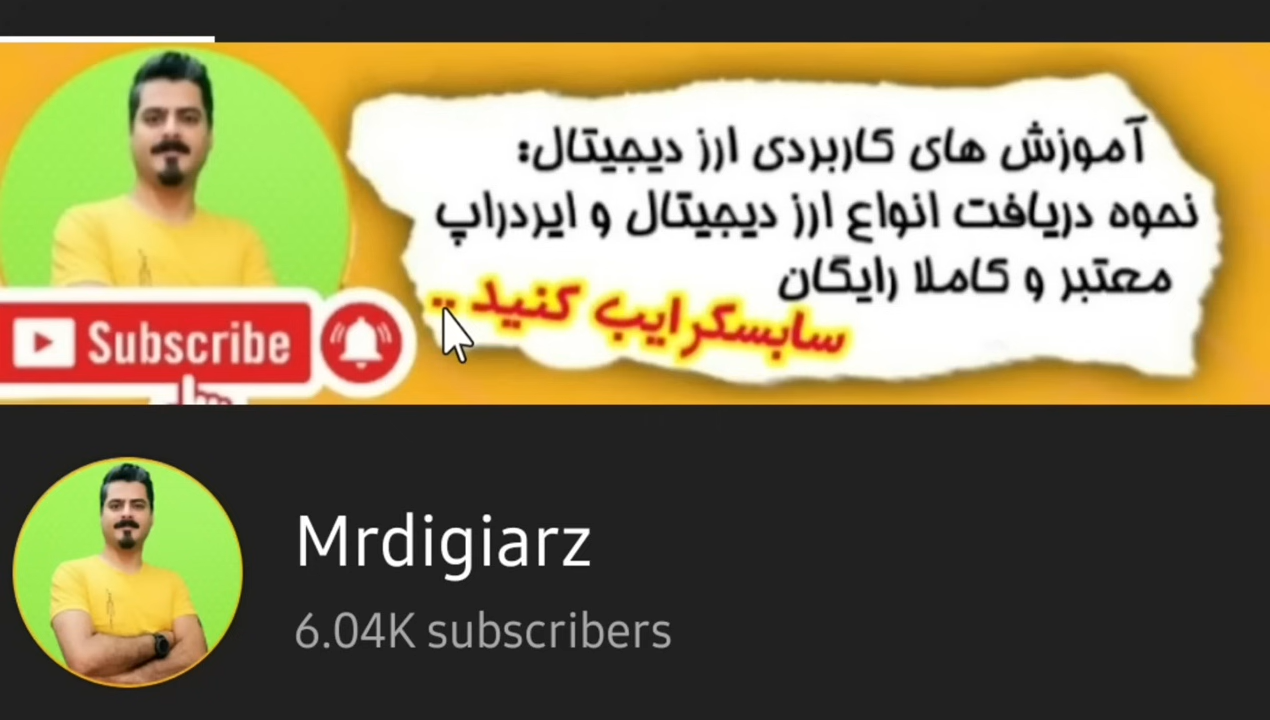 آموزش های کاربردی ارز دیجیتال:
نحوه دریافت انواع ارز دیجیتال و ایردراپ
معتبر و کاملا رایگان
سابسکرایب کنید ..
Subscribe
Mrdigiarz
6.04K subscribers